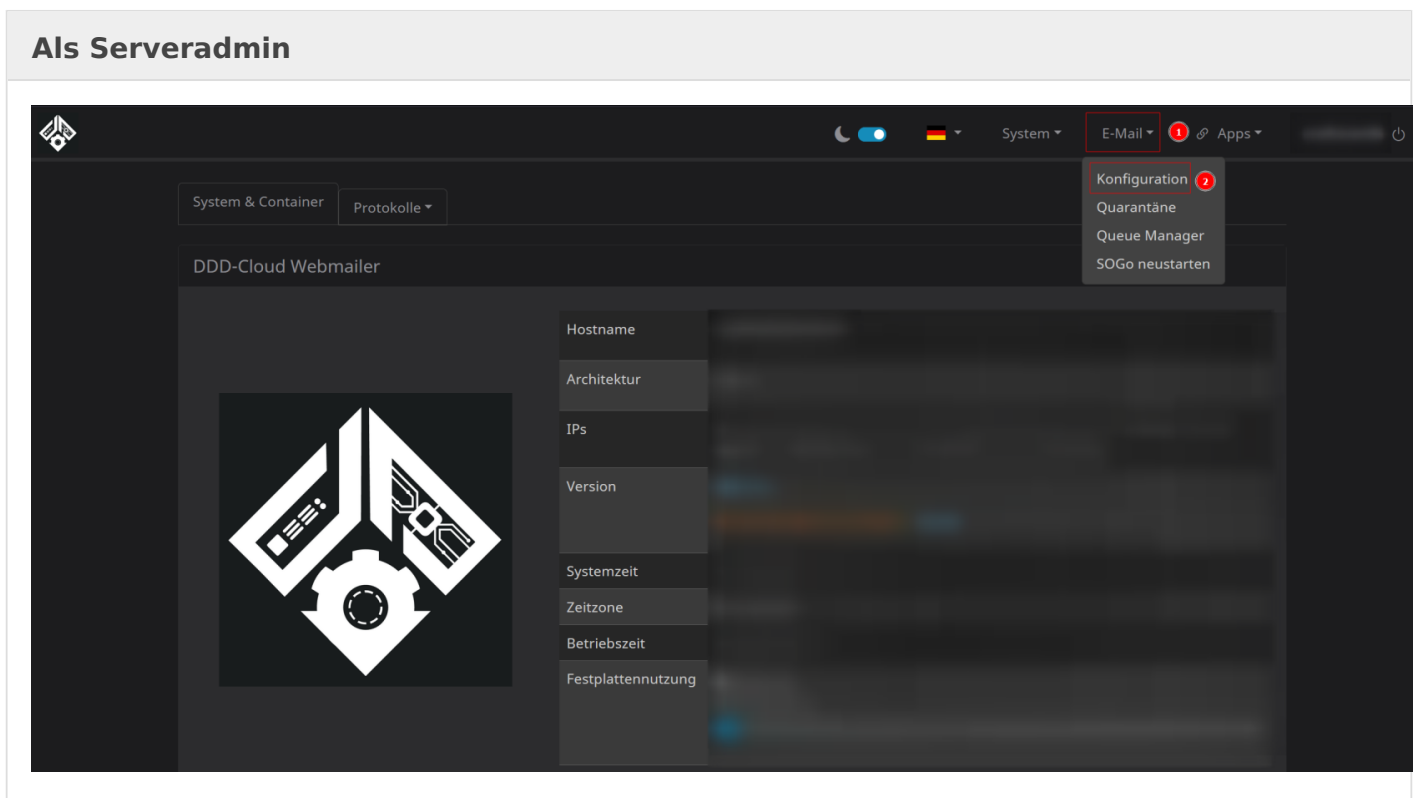 Als Serveradmin
System E-Mail 1 Apps
Konfiguration 2
Quarantäne
Queue Manager
SOGo neustarten
System & Container Protokolle
DDD-Cloud Webmailer
Hostname
Architektur
IPs
Version
Systemzeit
Zeitzone
Betriebszeit
Festplattennutzung